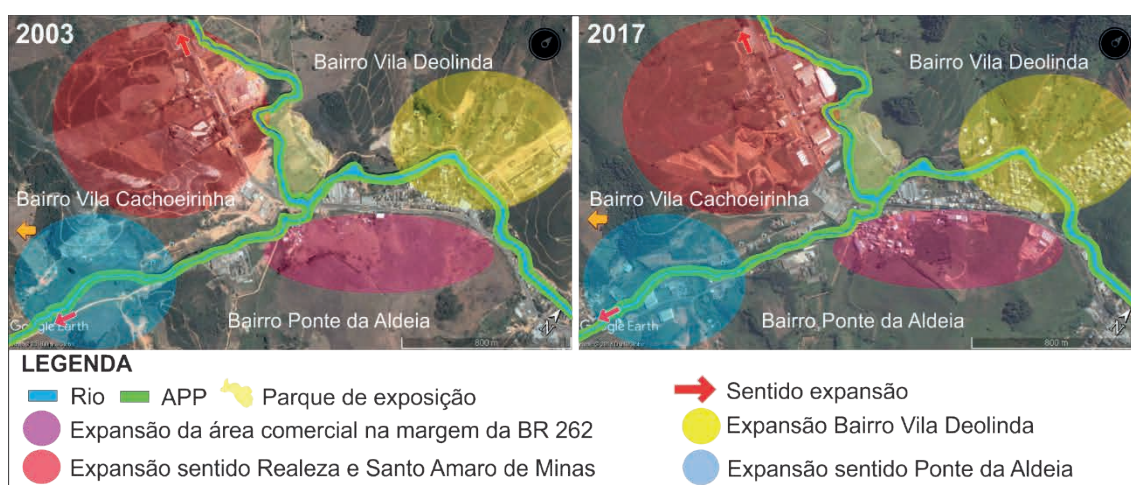 2003
Bairro Vila Deolinda
Bairro Vila Cachoeirinha
Bairro Ponte da Aldeia
Google Earth
800 m
N
2017
Bairro Vila Deolinda
Bairro Vila Cachoeirinha
Bairro Ponte da Aldeia
Google Earth
800 m
N
LEGENDA
Rio
APP
Parque de exposição
Sentido expansão
Expansão da área comercial na margem da BR 262
Expansão Bairro Vila Deolinda
Expansão sentido Realeza e Santo Amaro de Minas
Expansão sentido Ponte da Aldeia